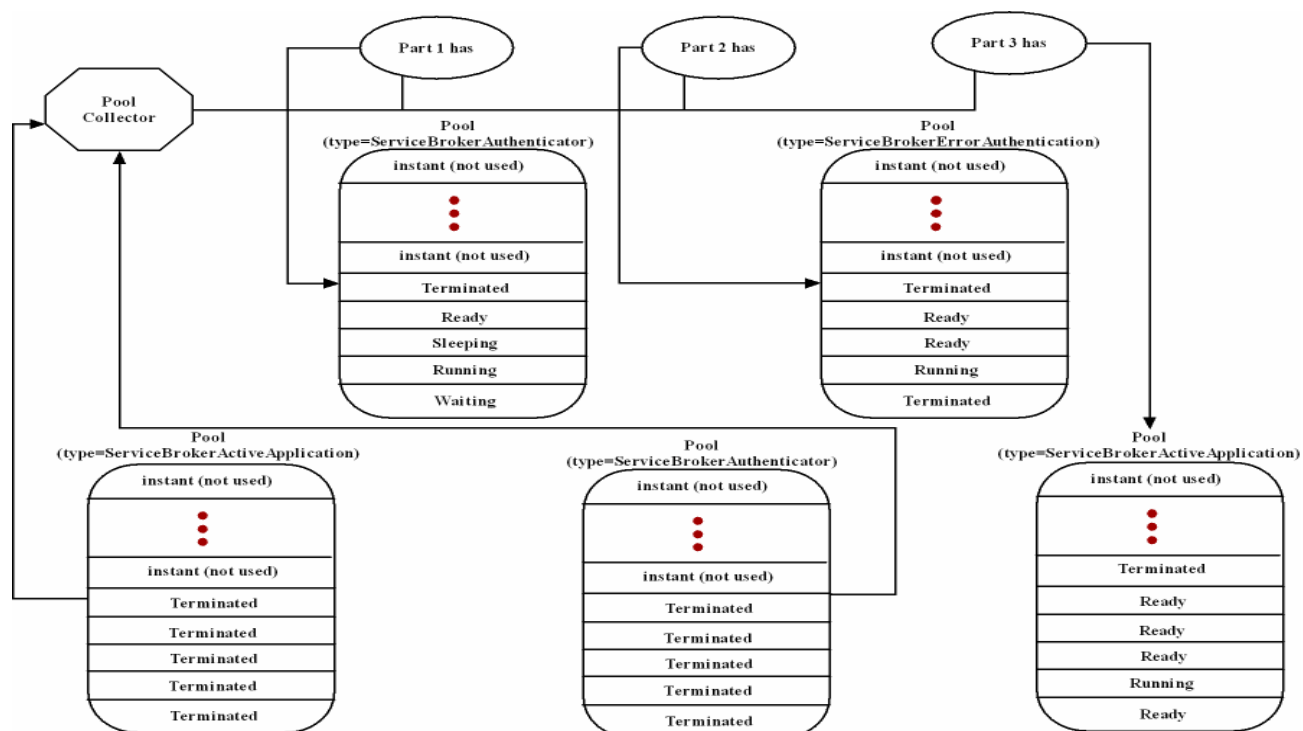 Part 1 has
Part 2 has
Part 3 has
Pool
Collector
Pool
(type=ServiceBrokerAuthenticator)
instant (not used)
instant (not used)
Terminated
Ready
Sleeping
Running
Waiting
Pool
(type=ServiceBrokerErrorAuthentication)
instant (not used)
instant (not used)
Terminated
Ready
Ready
Running
Terminated
Pool
(type=ServiceBrokerActiveApplication)
instant (not used)
instant (not used)
Terminated
Terminated
Terminated
Terminated
Terminated
Pool
(type=ServiceBrokerAuthenticator)
instant (not used)
instant (not used)
Terminated
Terminated
Terminated
Terminated
Terminated
Pool
(type=ServiceBrokerActiveApplication)
instant (not used)
Terminated
Ready
Ready
Ready
Running
Ready